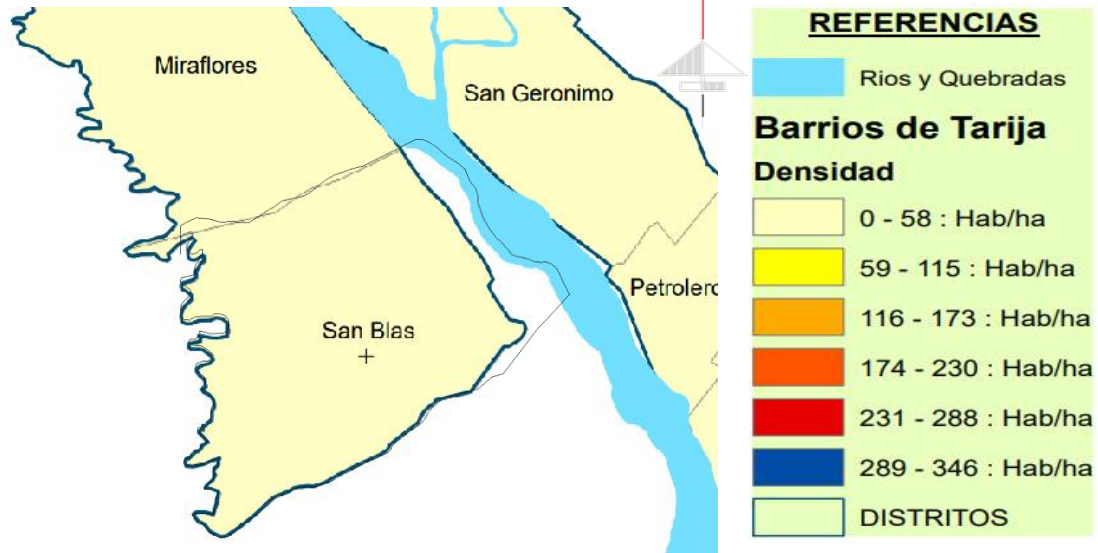 Miraflores
San Geronimo
San Blas
Petrolero
REFERENCIAS
Rios y Quebradas
Barrios de Tarija
Densidad
0 - 58 : Hab/ha
59 - 115 : Hab/ha
116 - 173 : Hab/ha
174 - 230 : Hab/ha
231 - 288 : Hab/ha
289 - 346 : Hab/ha
DISTRITOS